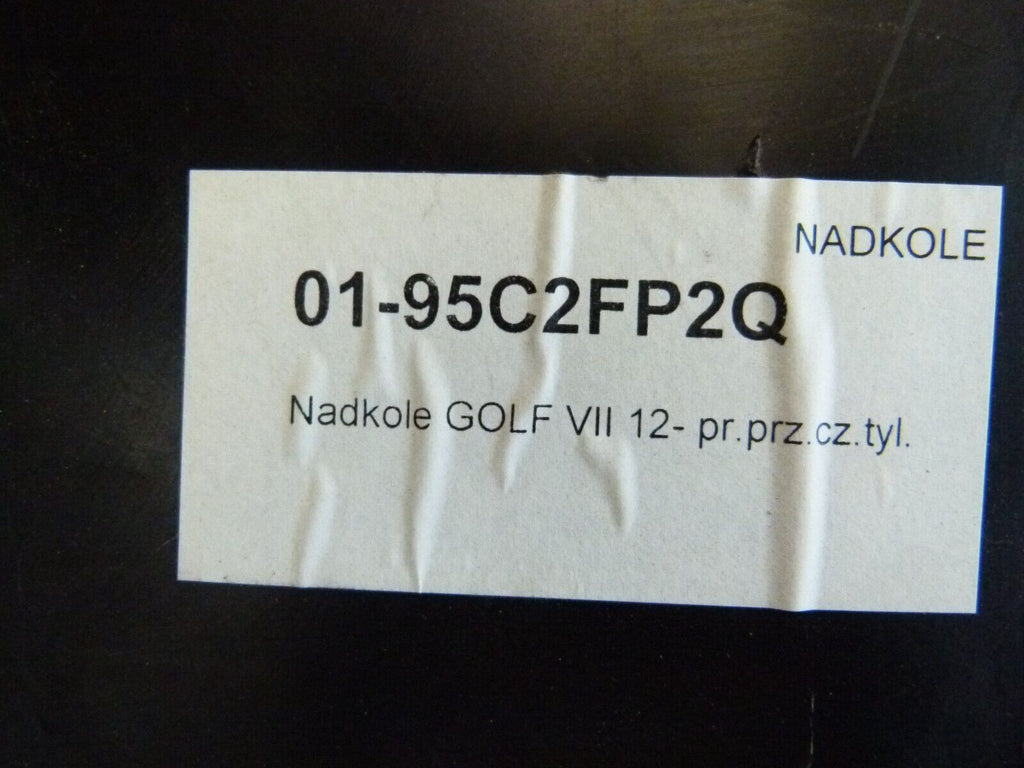 NADKOLE
01-95C2FP2Q
Nadkole GOLF VII 12- pr.prz.cz.tyl.